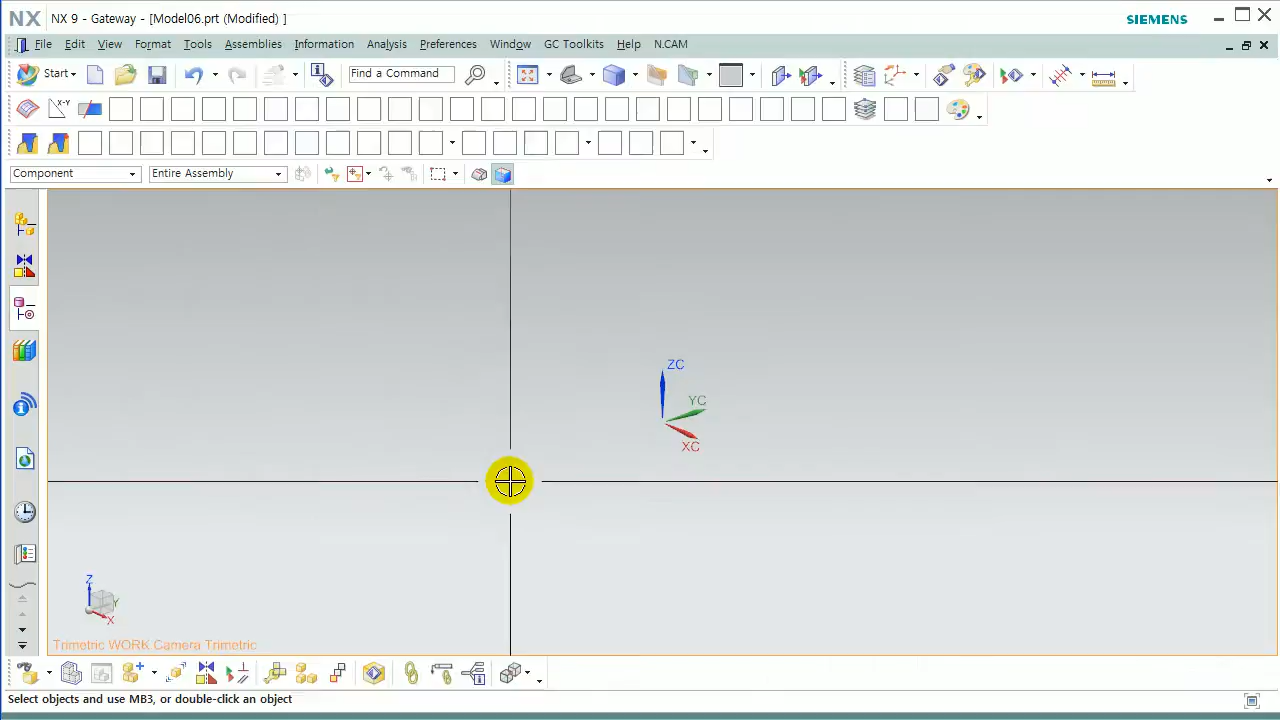 NX NX 9 - Gateway - [Model06.prt (Modified) ] SIEMENS
File Edit View Format Tools Assemblies Information Analysis Preferences Window GC Toolkits Help N.CAM
Start Find a Command
X-Y
Component Entire Assembly
ZC
YC
XC
Z
Y
X
Trimetric WORK Camera Trimetric
Select objects and use MB3, or double-click an object